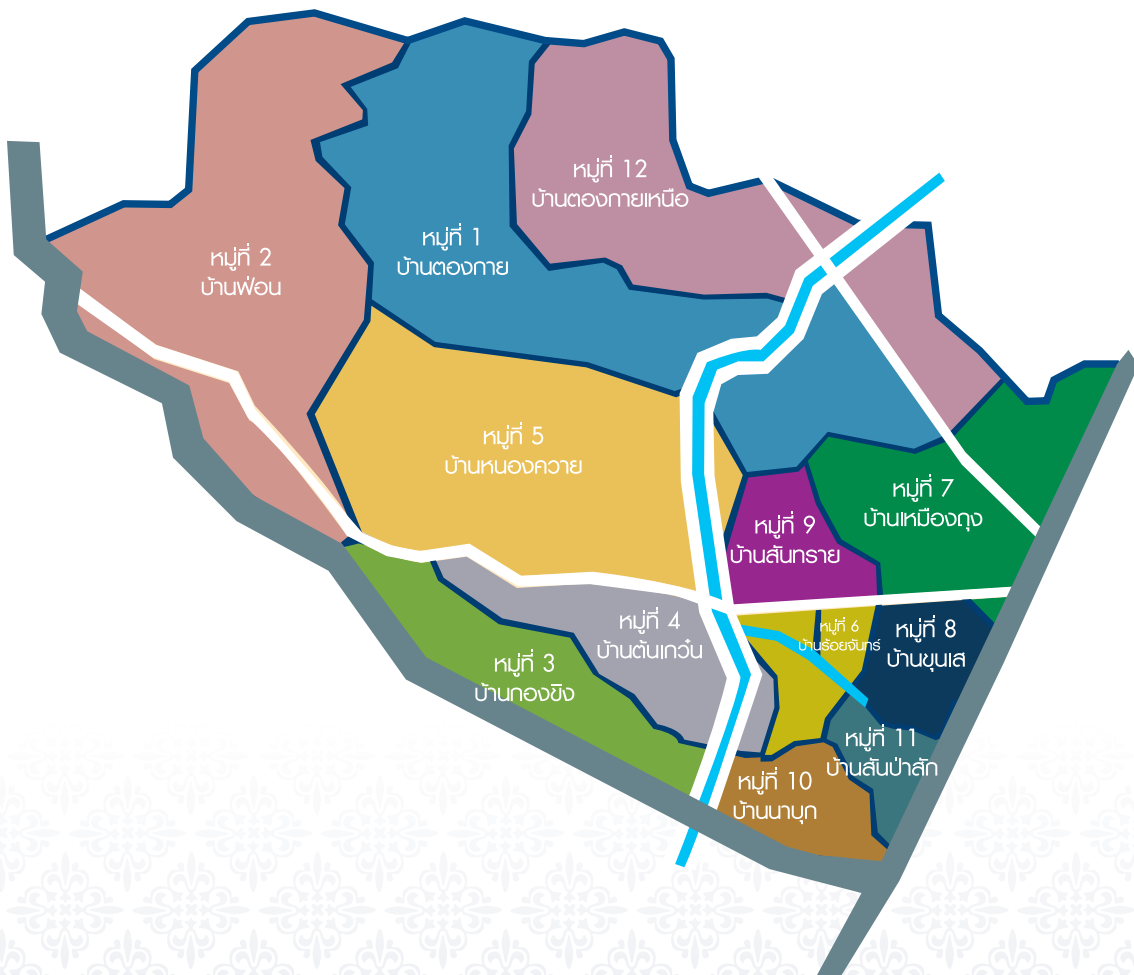 หมู่ที่ 12
บ้านตองกายเหนือ
หมู่ที่ 1
บ้านตองกาย
หมู่ที่ 2
บ้านฟ่อน
หมู่ที่ 5
บ้านหนองควาย
หมู่ที่ 7
บ้านเหมืองกุง
หมู่ที่ 9
บ้านสันทราย
หมู่ที่ 4
บ้านต้นเกว๋น
หมู่ที่ 6
บ้านร้อยจันทร์
หมู่ที่ 8
บ้านขุนเส
หมู่ที่ 3
บ้านกองขิง
หมู่ที่ 11
บ้านสันป่าสัก
หมู่ที่ 10
บ้านนาบุก